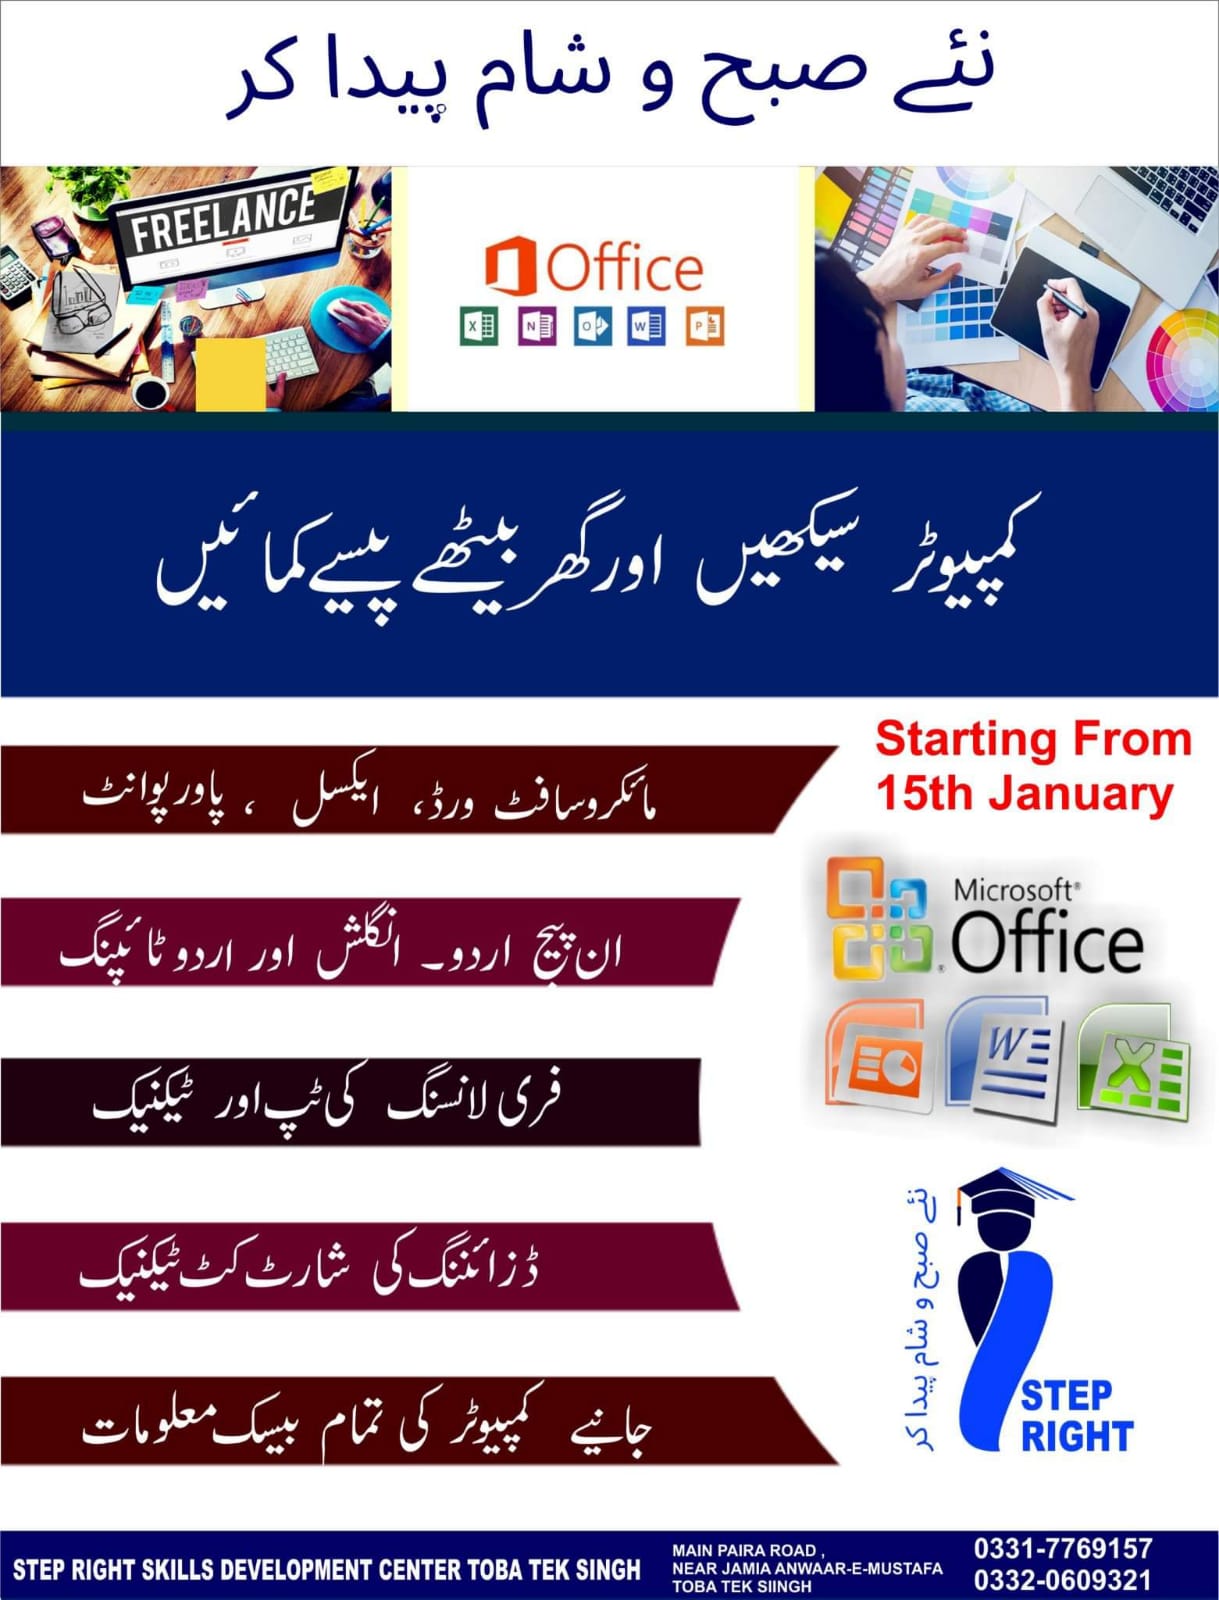 نئے صبح و شام پیدا کر
FREELANCE
Office
X N O W P
کمپیوٹر سیکھیں اور گھر بیٹھے پیسے کمائیں
Starting From
15th January
مائکروسافٹ ورڈ، ایکسل ، پاور پوانٹ
ان پیج اردو۔ انگلش اور اردو ٹائپنگ
فری لانسنگ کی ٹپ اور ٹیکنیک
ڈزائننگ کی شارٹ کٹ ٹیکنیک
جانیے کمپیوٹر کی تمام بیسک معلومات
Microsoft®
Office
W X
نئے صبح و شام پیدا کر
STEP
RIGHT
STEP RIGHT SKILLS DEVELOPMENT CENTER TOBA TEK SINGH
MAIN PAIRA ROAD ,
NEAR JAMIA ANWAAR-E-MUSTAFA
TOBA TEK SIINGH
0331-7769157
0332-0609321